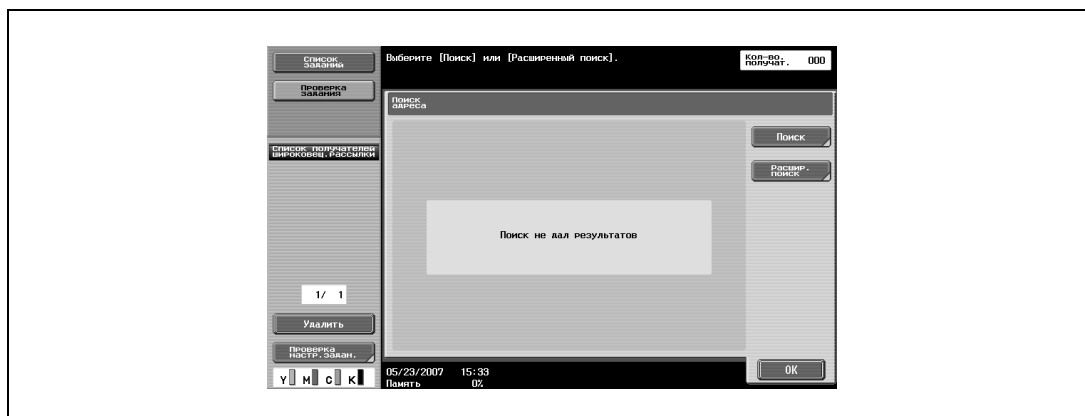 Список
заданий
Проверка
задания
Список получателей
широковещ.рассылки
1/ 1
Удалить
Проверка
настр.задан.
Y M C K
Выберите [Поиск] или [Расширенный поиск].
Кол-во.
получат. 000
Поиск
адреса
Поиск не дал результатов
Поиск
Расшир.
поиск
05/23/2007 15:33
Память 0%
OK